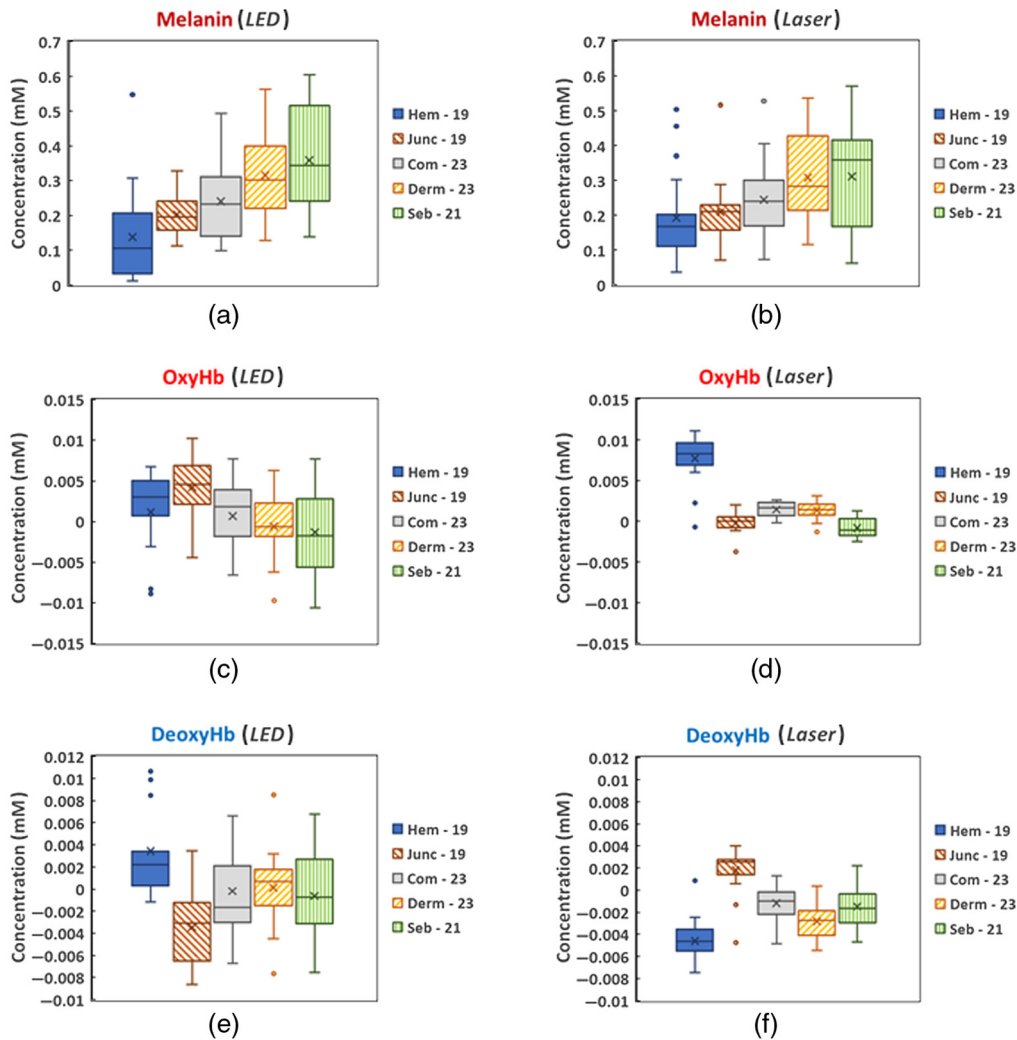 Melanin (LED)
Concentration (mM)
0.7
0.6
0.5
0.4
0.3
0.2
0.1
0
Hem - 19
Junc - 19
Com - 23
Derm - 23
Seb - 21
(a)
Melanin (Laser)
Concentration (mM)
0.7
0.6
0.5
0.4
0.3
0.2
0.1
0
Hem - 19
Junc - 19
Com - 23
Derm - 23
Seb - 21
(b)
OxyHb (LED)
Concentration (mM)
0.015
0.010
0.005
0
−0.005
−0.01
−0.015
Hem - 19
Junc - 19
Com - 23
Derm - 23
Seb - 21
(c)
OxyHb (Laser)
Concentration (mM)
0.015
0.010
0.005
0
−0.005
−0.01
−0.015
Hem - 19
Junc - 19
Com - 23
Derm - 23
Seb - 21
(d)
DeoxyHb (LED)
Concentration (mM)
0.012
0.01
0.008
0.006
0.004
0.002
0
−0.002
−0.004
−0.006
−0.008
−0.01
Hem - 19
Junc - 19
Com - 23
Derm - 23
Seb - 21
(e)
DeoxyHb (Laser)
Concentration (mM)
0.012
0.01
0.008
0.006
0.004
0.002
0
−0.002
−0.004
−0.006
−0.008
−0.01
Hem - 19
Junc - 19
Com - 23
Derm - 23
Seb - 21
(f)